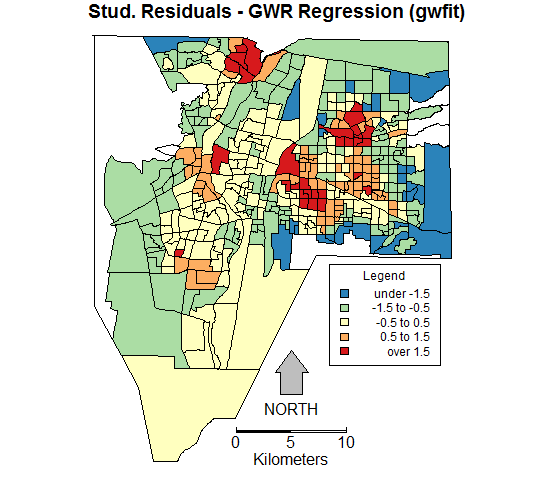 Stud. Residuals - GWR Regression (gwfit)
Legend
under -1.5
-1.5 to -0.5
-0.5 to 0.5
0.5 to 1.5
over 1.5
NORTH
0 5 10
Kilometers